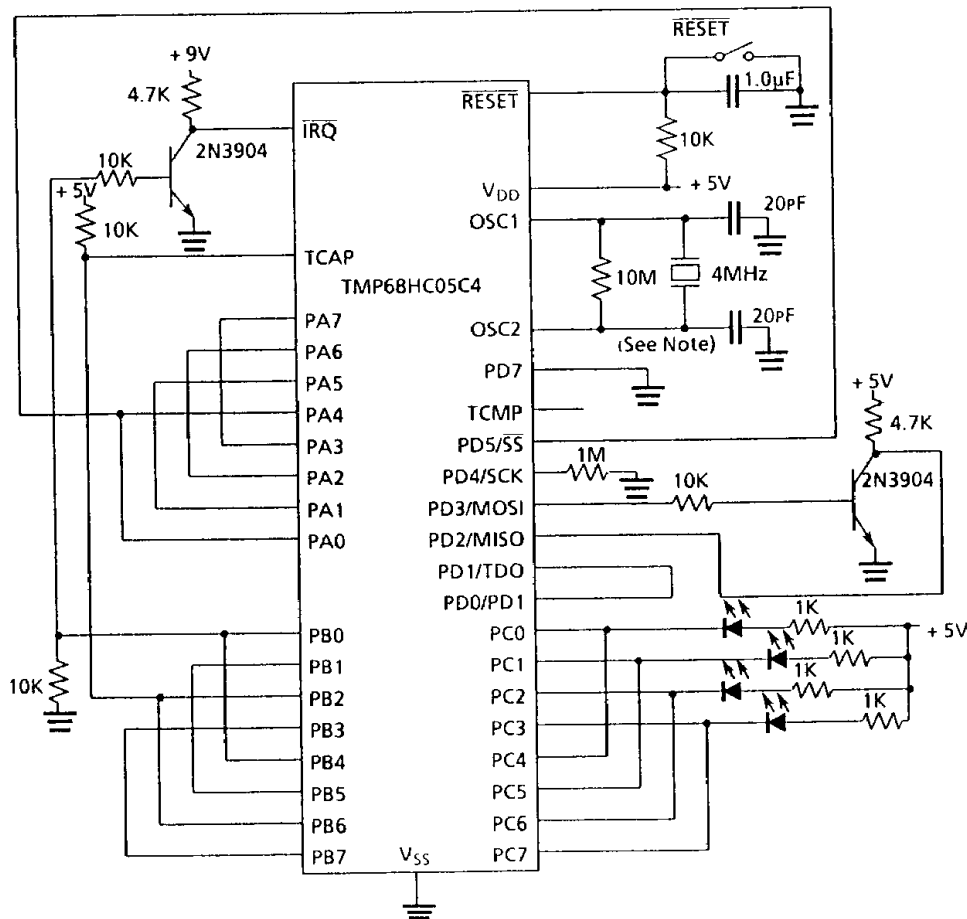 +9V
4.7K
2N3904
10K
+5V
10K
IRQ
TCAP
TMP68HC05C4
PA7
PA6
PA5
PA4
PA3
PA2
PA1
PA0
PB0
PB1
PB2
PB3
PB4
PB5
PB6
PB7
10K
VSS
RESET
1.0μF
RESET
10K
VDD
+5V
OSC1
20pF
10M
4MHz
OSC2
20pF
(See Note)
PD7
TCMP
PD5/SS
+5V
4.7K
2N3904
PD4/SCK
1M
PD3/MOSI
10K
PD2/MISO
PD1/TDO
PD0/PD1
PC0
1K
+5V
PC1
1K
PC2
1K
PC3
1K
PC4
PC5
PC6
PC7